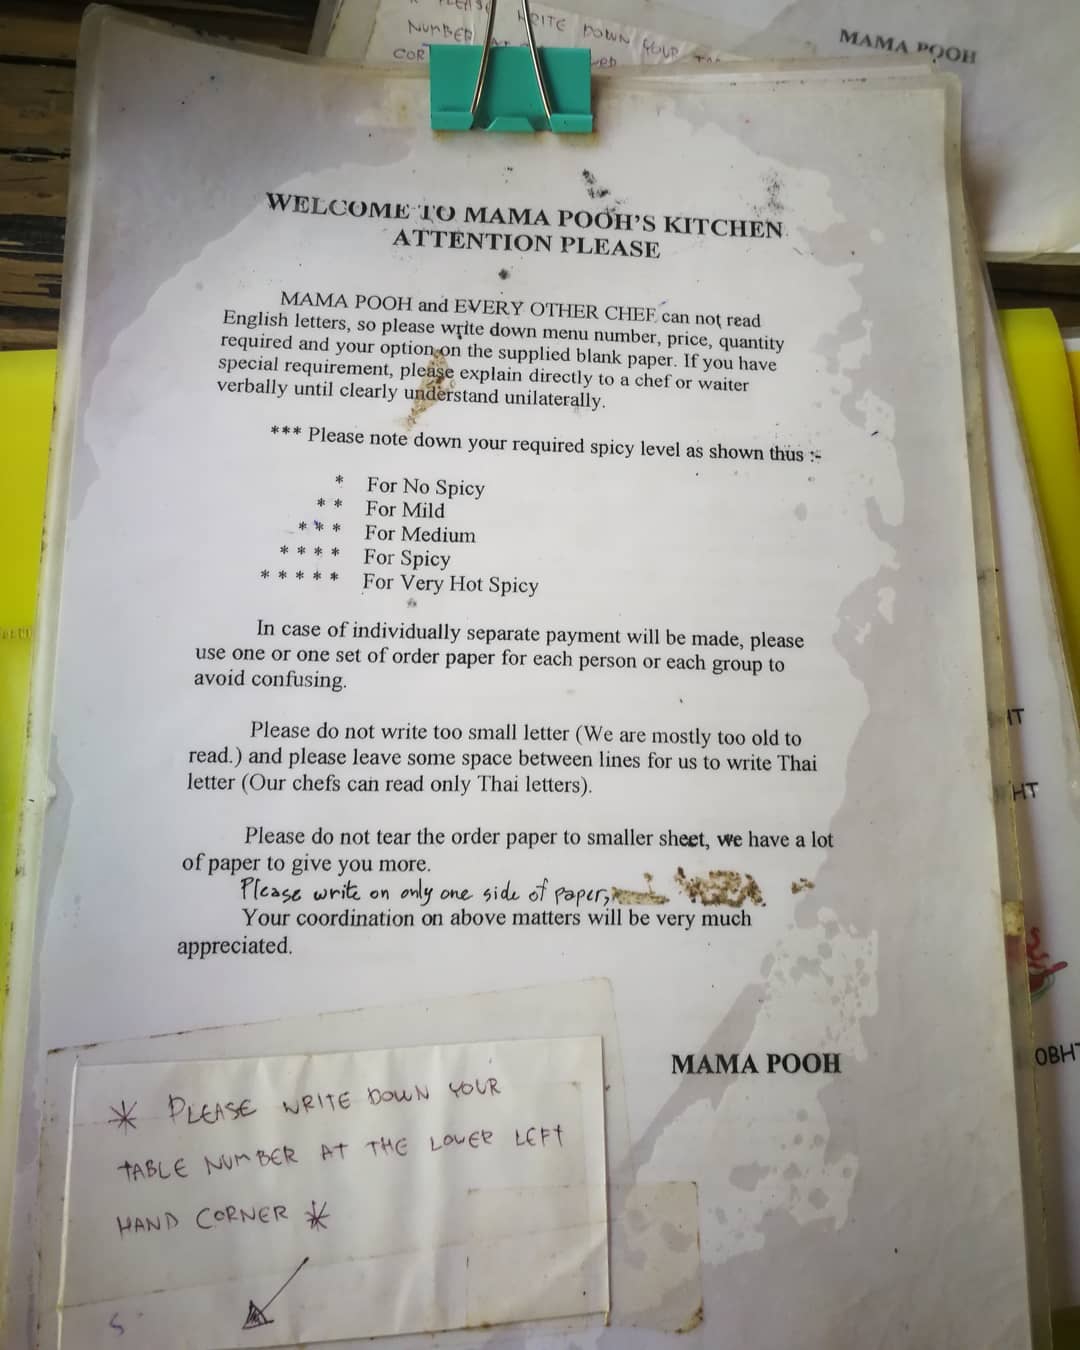 WRITE DOWN YOUR
NUMBER
COR
MAMA POOH
WELCOME TO MAMA POOH'S KITCHEN
ATTENTION PLEASE
MAMA POOH and EVERY OTHER CHEF can not read
English letters, so please write down menu number, price, quantity
required and your option on the supplied blank paper. If you have
special requirement, please explain directly to a chef or waiter
verbally until clearly understand unilaterally.
*** Please note down your required spicy level as shown thus :-
* For No Spicy
* * For Mild
* * * For Medium
* * * * For Spicy
* * * * * For Very Hot Spicy
In case of individually separate payment will be made, please
use one or one set of order paper for each person or each group to
avoid confusing.
Please do not write too small letter (We are mostly too old to
read.) and please leave some space between lines for us to write Thai
letter (Our chefs can read only Thai letters).
Please do not tear the order paper to smaller sheet, we have a lot
of paper to give you more.
Please write on only one side of paper,
Your coordination on above matters will be very much
appreciated.
MAMA POOH
* PLEASE WRITE DOWN YOUR
TABLE NUMBER AT THE LOWER LEFT
HAND CORNER *
HT
HT
OBHT